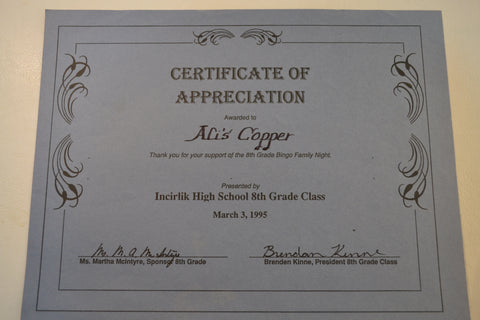 CERTIFICATE OF
APPRECIATION
Awarded to
Ali's Copper
Thank you for your support of the 8th Grade Bingo Family Night.
Presented by
Incirlik High School 8th Grade Class
March 3, 1995
Ms. M. A. McIntyre Brendan Kinne
Ms. Martha McIntyre, Sponsor 8th Grade Brenden Kinne, President 8th Grade Class